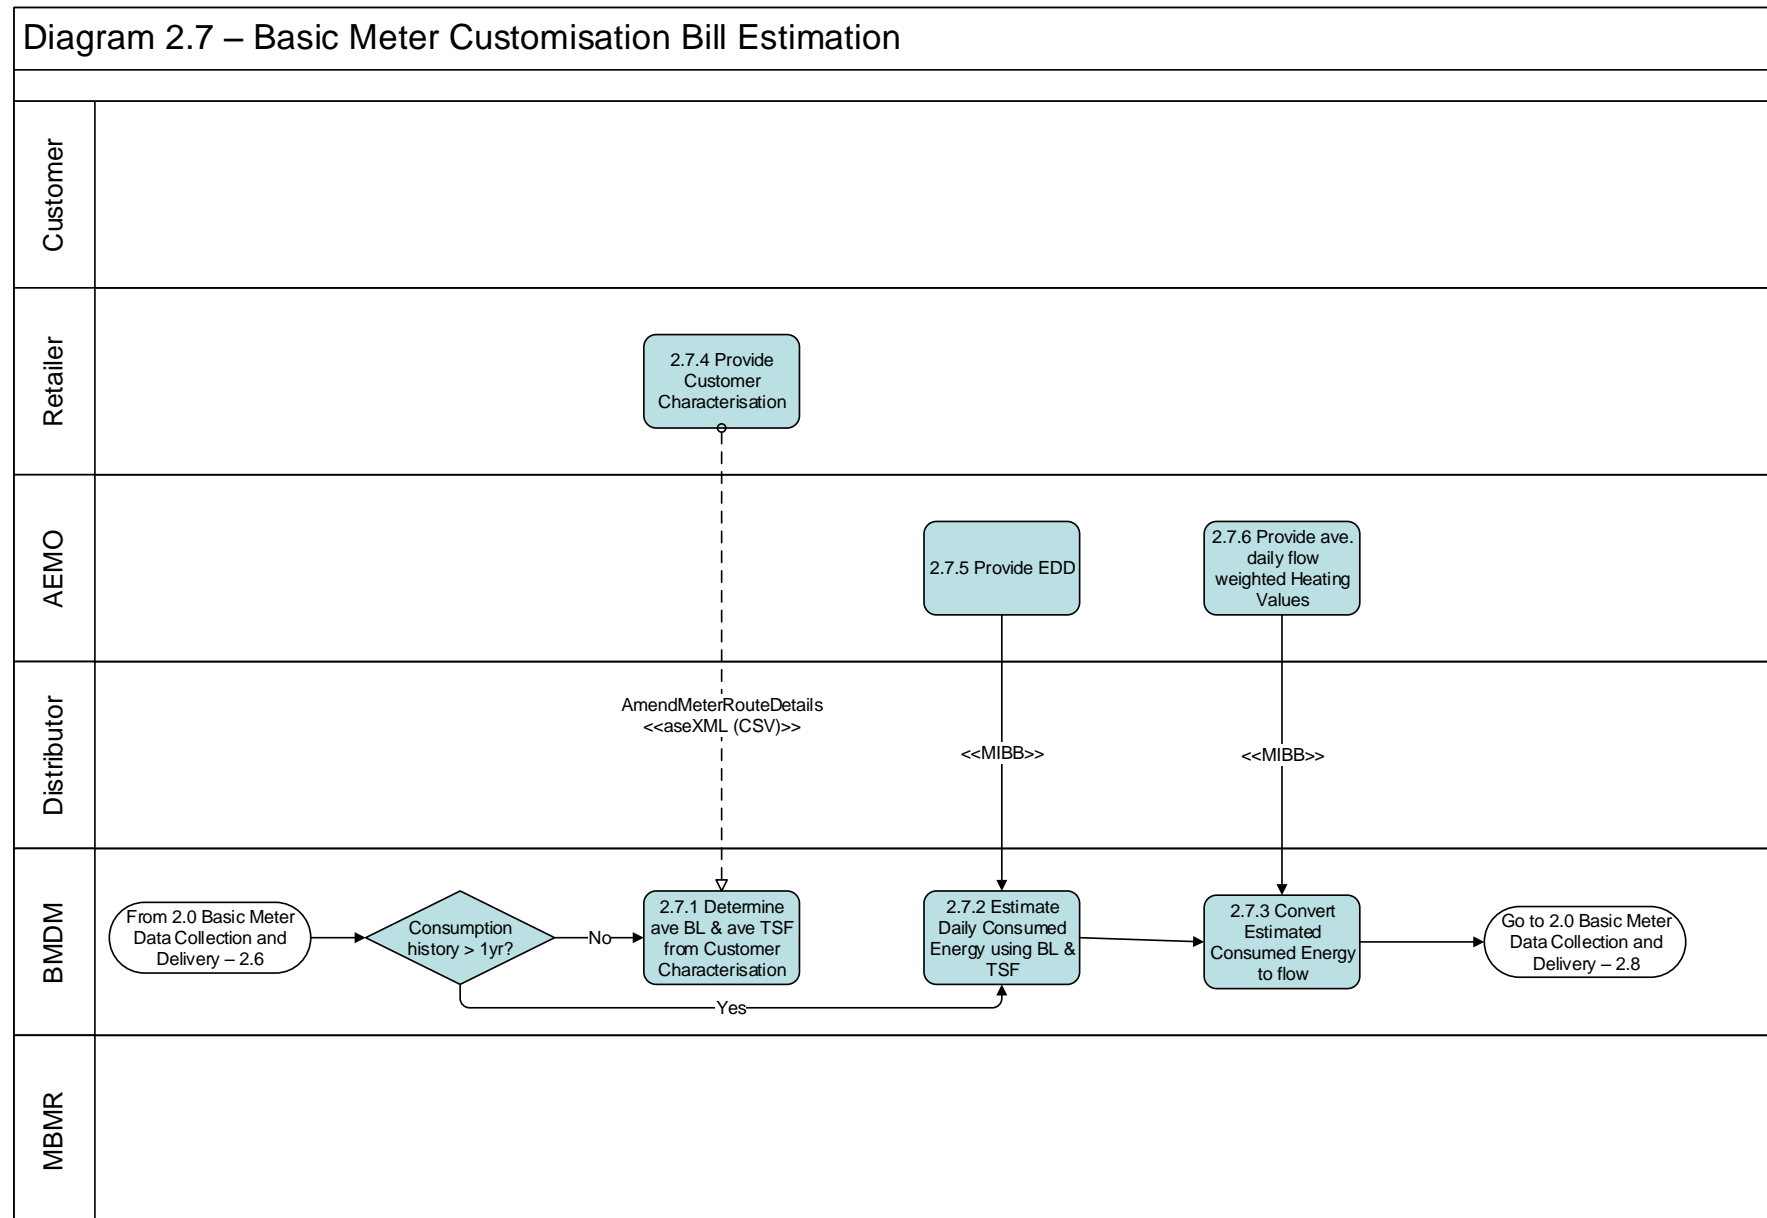 Diagram 2.7 – Basic Meter Customisation Bill Estimation
Customer
Retailer
2.7.4 Provide
Customer
Characterisation
AEMO
2.7.5 Provide EDD
2.7.6 Provide ave.
daily flow
weighted Heating
Values
Distributor
AmendMeterRouteDetails
<<aseXML (CSV)>>
<<MIBB>>
<<MIBB>>
BMDM
From 2.0 Basic Meter
Data Collection and
Delivery – 2.6
Consumption
history > 1yr?
No
2.7.1 Determine
ave BL & ave TSF
from Customer
Characterisation
2.7.2 Estimate
Daily Consumed
Energy using BL &
TSF
2.7.3 Convert
Estimated
Consumed Energy
to flow
Go to 2.0 Basic Meter
Data Collection and
Delivery – 2.8
Yes
MBMR